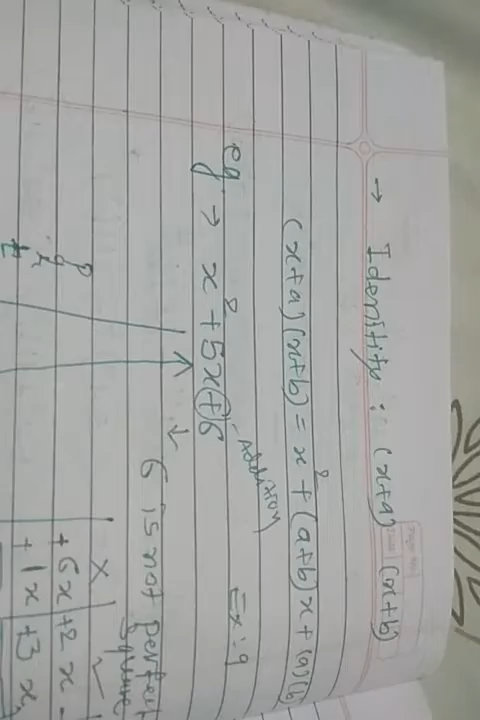 → Identity : (x+a) (x+b)
(x+a) (x+b) = x² + (a+b)x + (a)(b)
Ex:9
- Addition
eg → x² + 5x + 6
↓
6 is not perfect
square
x ✓
+6x +2x
+1x +3x